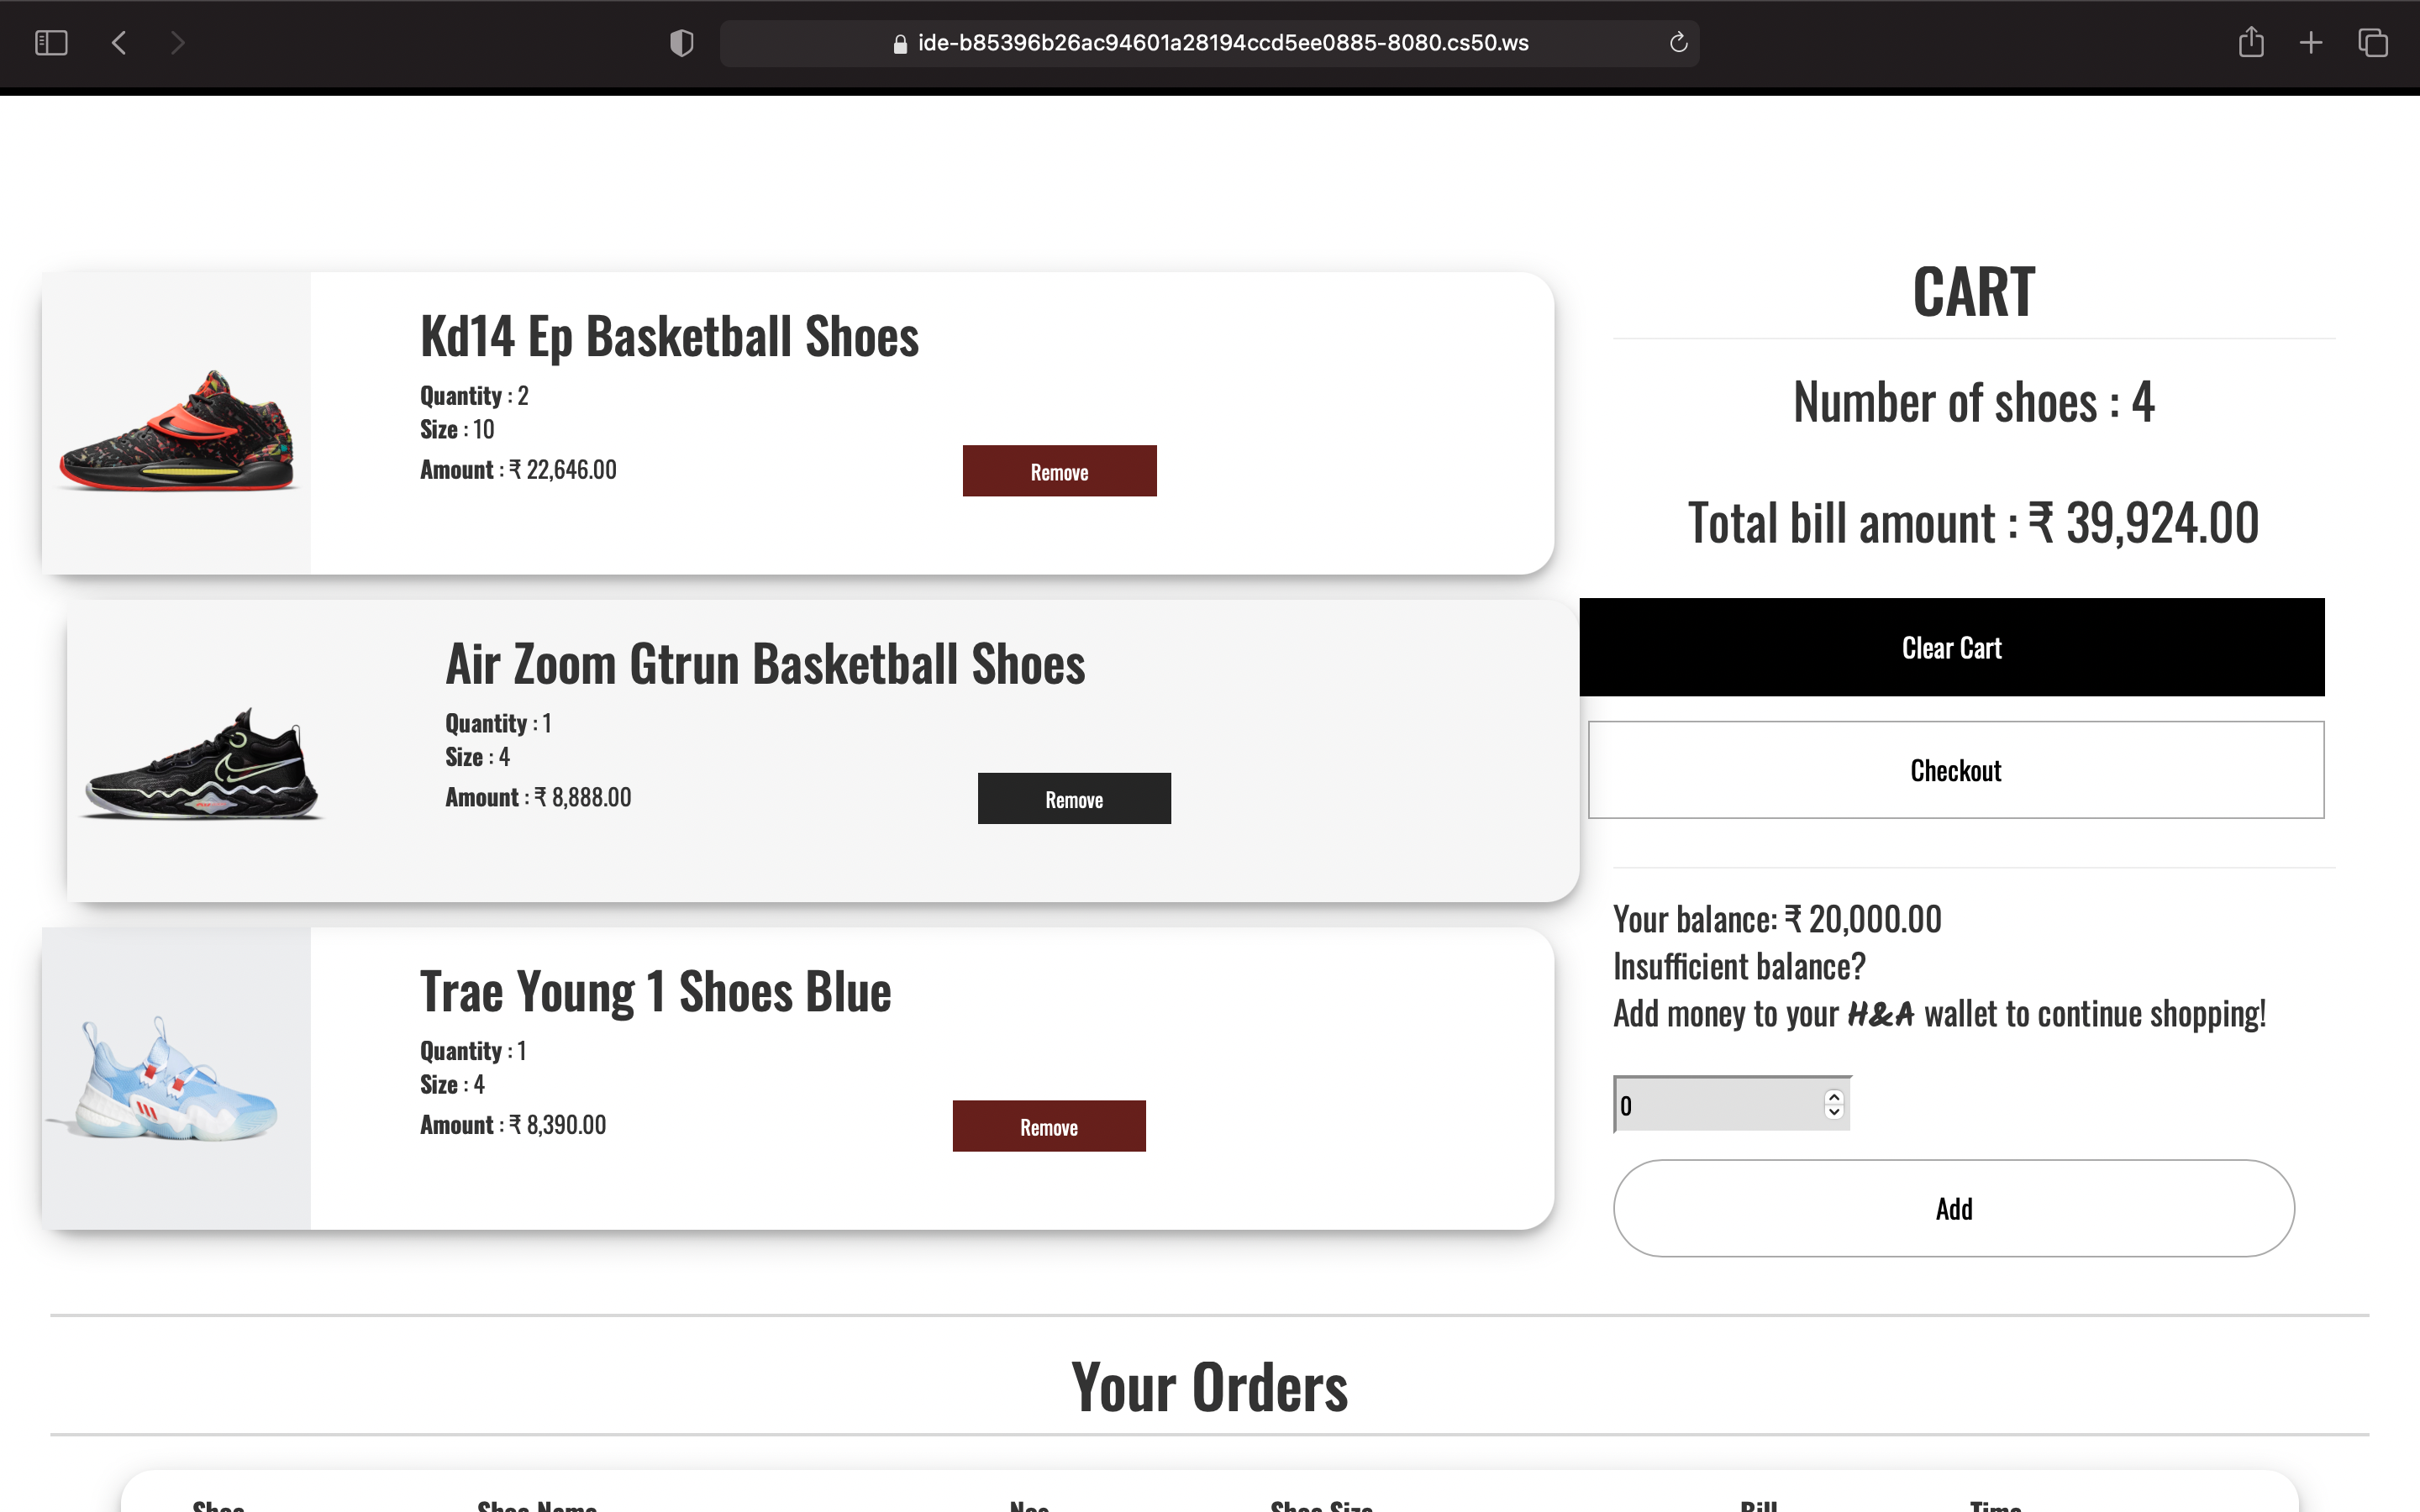 ide-b85396b26ac94601a28194ccd5ee0885-8080.cs50.ws
Kd14 Ep Basketball Shoes
Quantity : 2
Size : 10
Amount : ₹ 22,646.00
Remove
Air Zoom Gtrun Basketball Shoes
Quantity : 1
Size : 4
Amount : ₹ 8,888.00
Remove
Trae Young 1 Shoes Blue
Quantity : 1
Size : 4
Amount : ₹ 8,390.00
Remove
CART
Number of shoes : 4
Total bill amount : ₹ 39,924.00
Clear Cart
Checkout
Your balance: ₹ 20,000.00
Insufficient balance?
Add money to your H&A wallet to continue shopping!
0
Add
Your Orders
Shoe Shoe Name Nos Shoe Size Bill Time